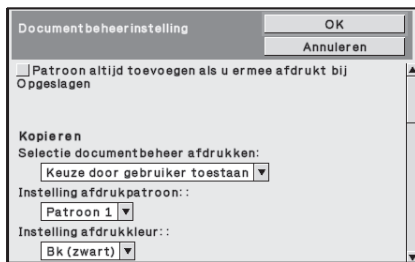 Documentbeheerinstelling
OK
Annuleren
Patroon altijd toevoegen als u ermee afdrukt bij
Opgeslagen
Kopieren
Selectie documentbeheer afdrukken:
Keuze door gebruiker toestaan
Instelling afdrukpatroon: :
Patroon 1
Instelling afdrukkleur: :
Bk (zwart)